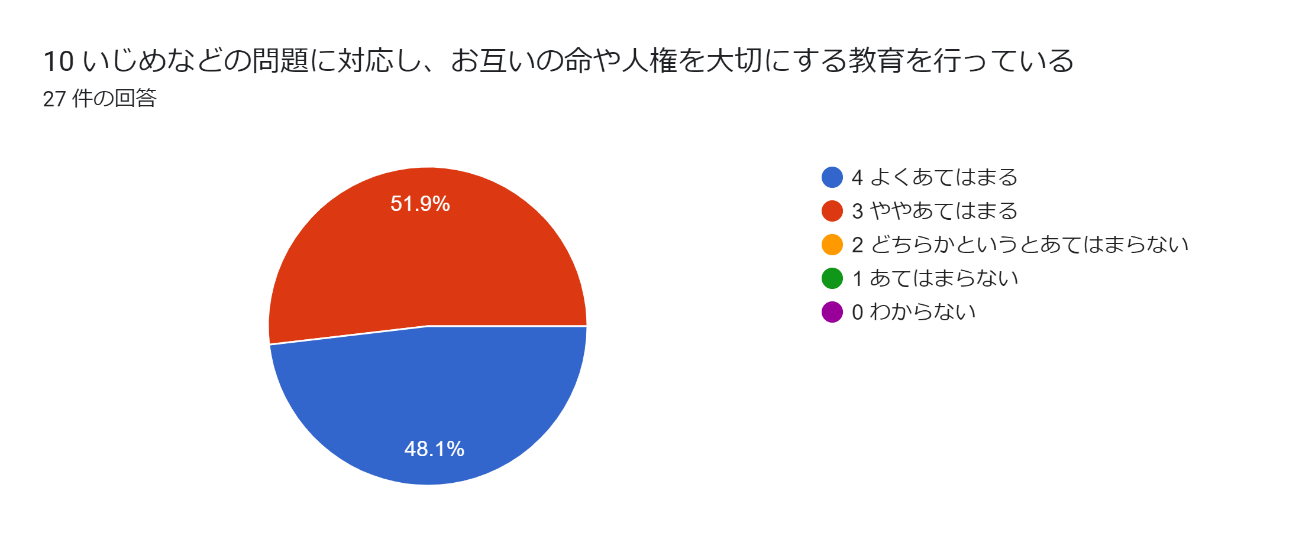 10 いじめなどの問題に対応し、お互いの命や人権を大切にする教育を行っている
27 件の回答
51.9%
48.1%
4 よくあてはまる
3 ややあてはまる
2 どちらかというとあてはまらない
1 あてはまらない
0 わからない